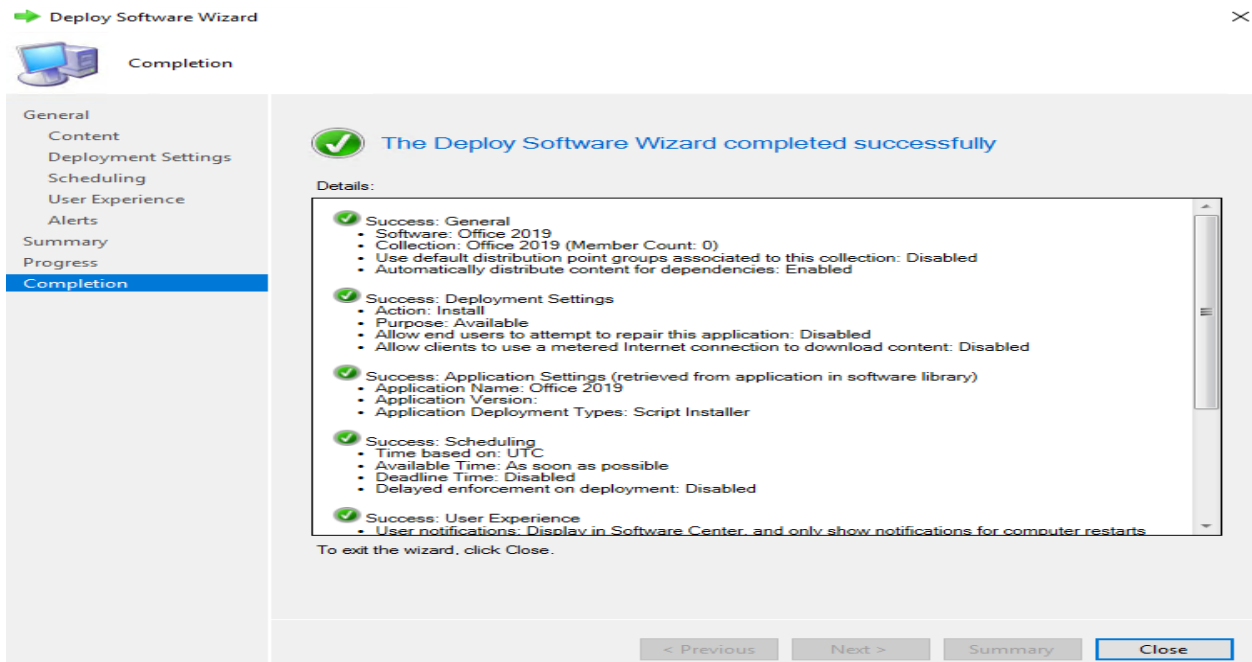 Deploy Software Wizard
Completion
General
Content
Deployment Settings
Scheduling
User Experience
Alerts
Summary
Progress
Completion
The Deploy Software Wizard completed successfully
Details:
Success: General
• Software: Office 2019
• Collection: Office 2019 (Member Count: 0)
• Use default distribution point groups associated to this collection: Disabled
• Automatically distribute content for dependencies: Enabled
Success: Deployment Settings
• Action: Install
• Purpose: Available
• Allow end users to attempt to repair this application: Disabled
• Allow clients to use a metered Internet connection to download content: Disabled
Success: Application Settings (retrieved from application in software library)
• Application Name: Office 2019
• Application Version:
• Application Deployment Types: Script Installer
Success: Scheduling
• Time based on: UTC
• Available Time: As soon as possible
• Deadline Time: Disabled
• Delayed enforcement on deployment: Disabled
Success: User Experience
• User notifications: Display in Software Center, and only show notifications for computer restarts
To exit the wizard, click Close.
< Previous
Next >
Summary
Close